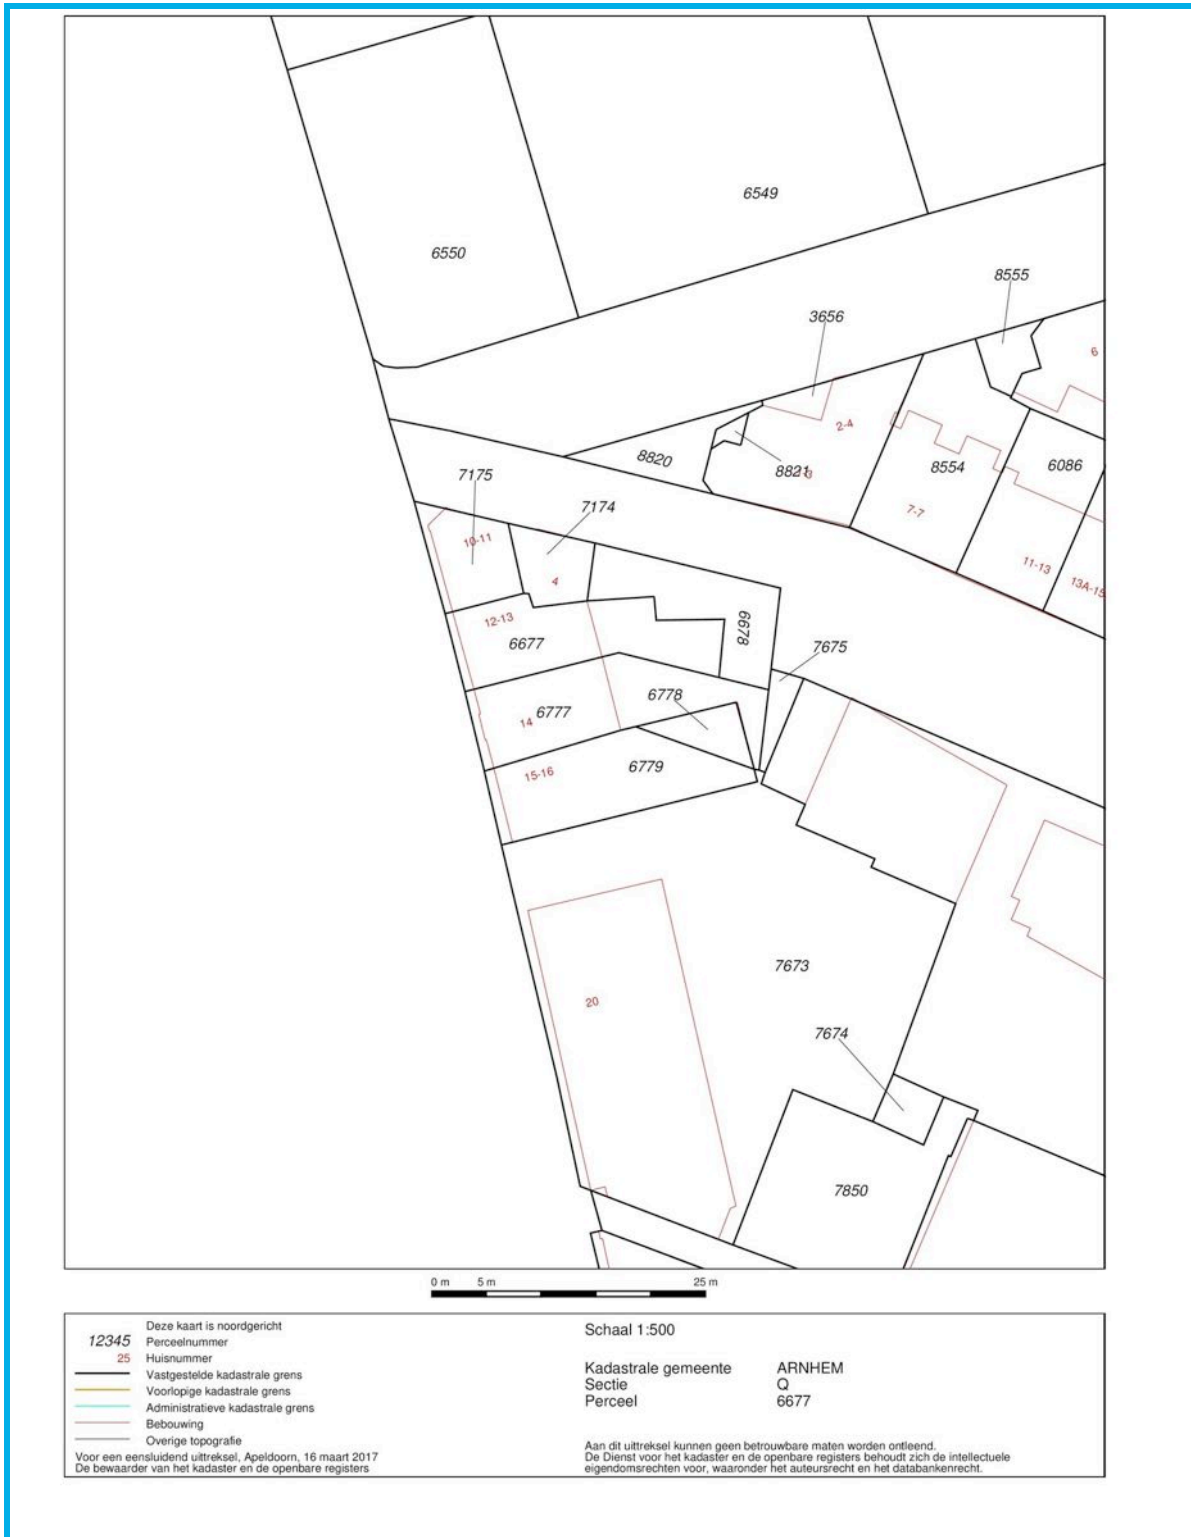 6549
6550
8555
3656
6
2-4
8820
8821
8554
6086
7175
7174
7-7
10-11
11-13
4
13A-15
12-13
6677
6678
7675
6778
6777
14
6779
15-16
7673
20
7674
7850
0 m 5 m 25 m
Deze kaart is noordgericht
12345 Perceelnummer
25 Huisnummer
Vastgestelde kadastrale grens
Voorlopige kadastrale grens
Administratieve kadastrale grens
Bebouwing
Overige topografie
Voor een eensluidend uittreksel, Apeldoorn, 16 maart 2017
De bewaarder van het kadaster en de openbare registers
Schaal 1:500
Kadastrale gemeente ARNHEM
Sectie Q
Perceel 6677
Aan dit uittreksel kunnen geen betrouwbare maten worden ontleend.
De Dienst voor het kadaster en de openbare registers behoudt zich de intellectuele
eigendomsrechten voor, waaronder het auteursrecht en het databankenrecht.